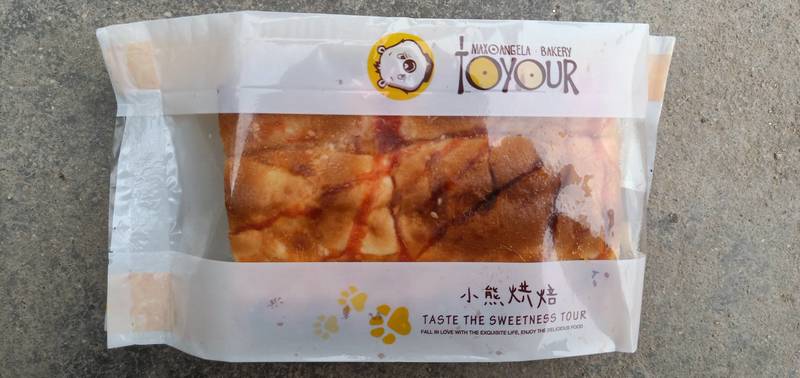 MAXOANGELA · BAKERY
tOYOUR
小熊烘焙
TASTE THE SWEETNESS TOUR
FALL IN LOVE WITH THE EXQUISITE LIFE, ENJOY THE DELICIOUS FOOD